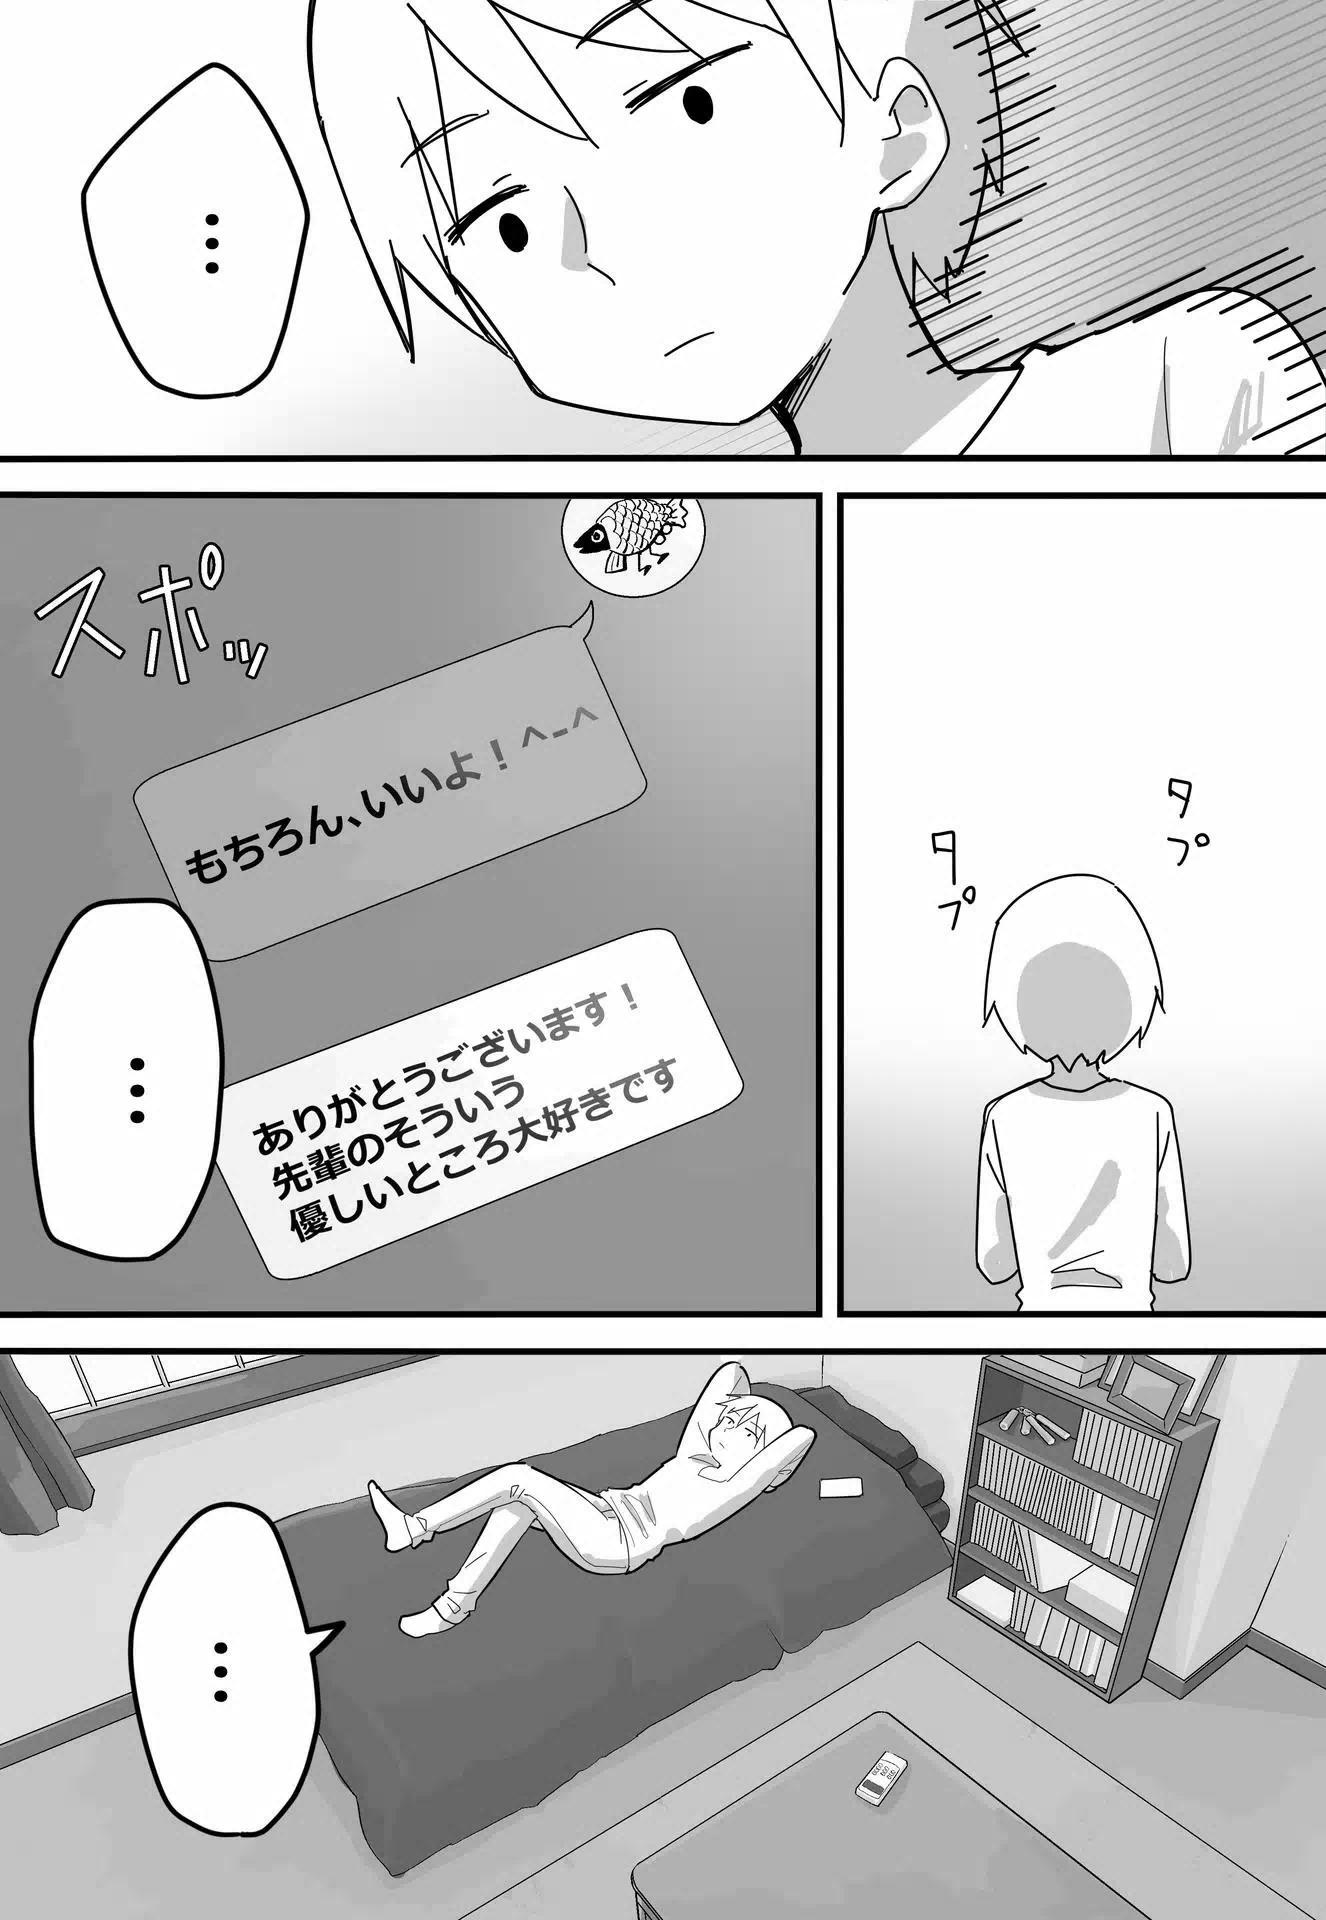 …
タプ
タプ
スポッ
もちろん、いいよ！^-^
ありがとうございます！
先輩のそういう
優しいところ大好きです
…
…